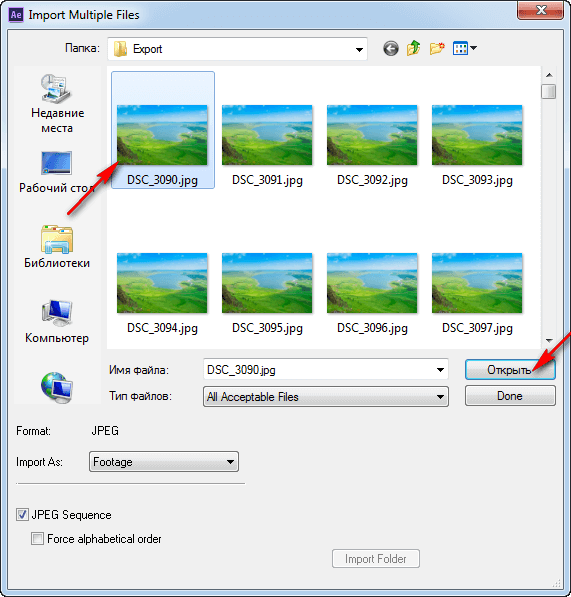 Ae Import Multiple Files
Папка: Export
Недавние
места
Рабочий стол
Библиотеки
Компьютер
DSC_3090.jpg DSC_3091.jpg DSC_3092.jpg DSC_3093.jpg
DSC_3094.jpg DSC_3095.jpg DSC_3096.jpg DSC_3097.jpg
Имя файла: DSC_3090.jpg Открыть
Тип файлов: All Acceptable Files Done
Format: JPEG
Import As: Footage
JPEG Sequence
Force alphabetical order
Import Folder